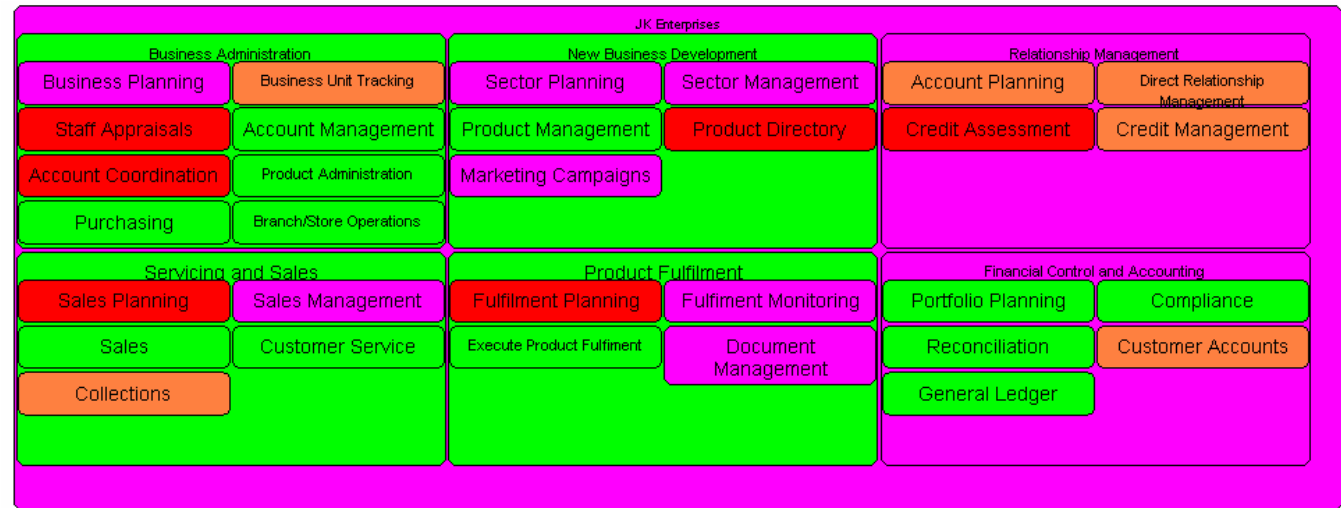 JK Enterprises
Business Administration
New Business Development
Relationship Management
Business Planning
Business Unit Tracking
Sector Planning
Sector Management
Account Planning
Direct Relationship
Management
Staff Appraisals
Account Management
Product Management
Product Directory
Credit Assessment
Credit Management
Account Coordination
Product Administration
Marketing Campaigns
Purchasing
Branch/Store Operations
Servicing and Sales
Product Fulfilment
Financial Control and Accounting
Sales Planning
Sales Management
Fulfilment Planning
Fulfiment Monitoring
Portfolio Planning
Compliance
Sales
Customer Service
Execute Product Fulfiment
Document
Management
Reconciliation
Customer Accounts
Collections
General Ledger